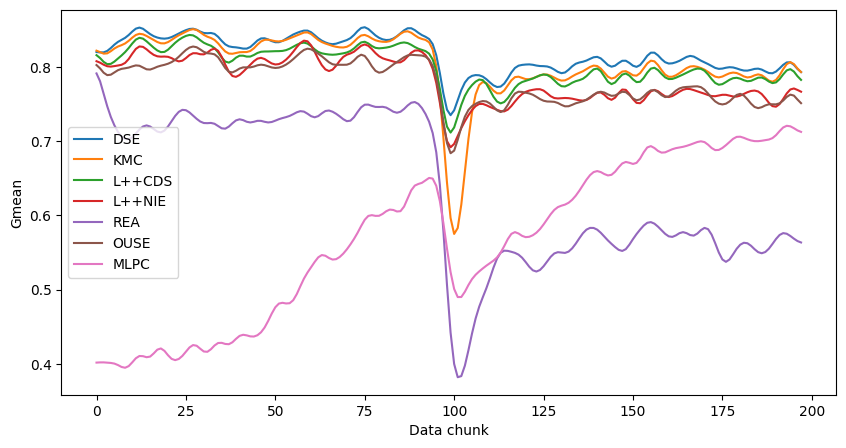 Gmean
0.8
0.7
0.6
0.5
0.4
DSE
KMC
L++CDS
L++NIE
REA
OUSE
MLPC
0 25 50 75 100 125 150 175 200
Data chunk